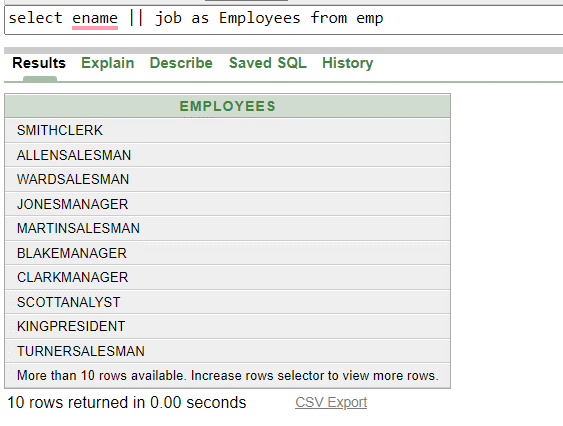 select ename || job as Employees from emp
Results Explain Describe Saved SQL History
EMPLOYEES
SMITHCLERK
ALLENSALESMAN
WARDSALESMAN
JONESMANAGER
MARTINSALESMAN
BLAKEMANAGER
CLARKMANAGER
SCOTTANALYST
KINGPRESIDENT
TURNERSALESMAN
More than 10 rows available. Increase rows selector to view more rows.
10 rows returned in 0.00 seconds CSV Export